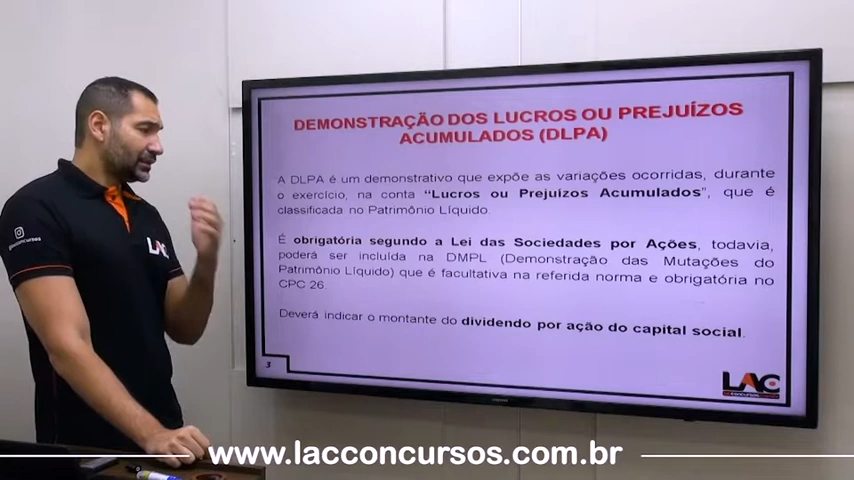 DEMONSTRAÇÃO DOS LUCROS OU PREJUÍZOS
ACUMULADOS (DLPA)
A DLPA é um demonstrativo que expõe as variações ocorridas, durante
o exercício, na conta "Lucros ou Prejuízos Acumulados", que é
classificada no Patrimônio Líquido.
É obrigatória segundo a Lei das Sociedades por Ações, todavia,
poderá ser incluída na DMPL (Demonstração das Mutações do
Patrimônio Líquido) que é facultativa na referida norma e obrigatória no
CPC 26.
Deverá indicar o montante do dividendo por ação do capital social.
3
LAC
LAC
www.lacconcursos.com.br